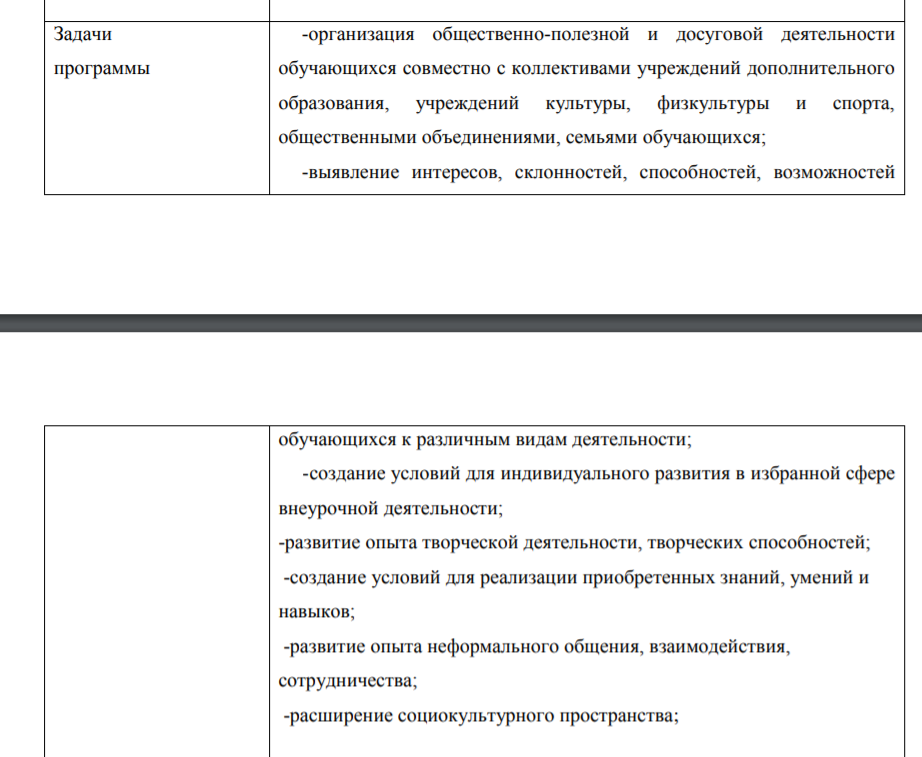 Задачи
программы
-организация общественно-полезной и досуговой деятельности
обучающихся совместно с коллективами учреждений дополнительного
образования, учреждений культуры, физкультуры и спорта,
общественными объединениями, семьями обучающихся;
-выявление интересов, склонностей, способностей, возможностей
обучающихся к различным видам деятельности;
-создание условий для индивидуального развития в избранной сфере
внеурочной деятельности;
-развитие опыта творческой деятельности, творческих способностей;
-создание условий для реализации приобретенных знаний, умений и
навыков;
-развитие опыта неформального общения, взаимодействия,
сотрудничества;
-расширение социокультурного пространства;